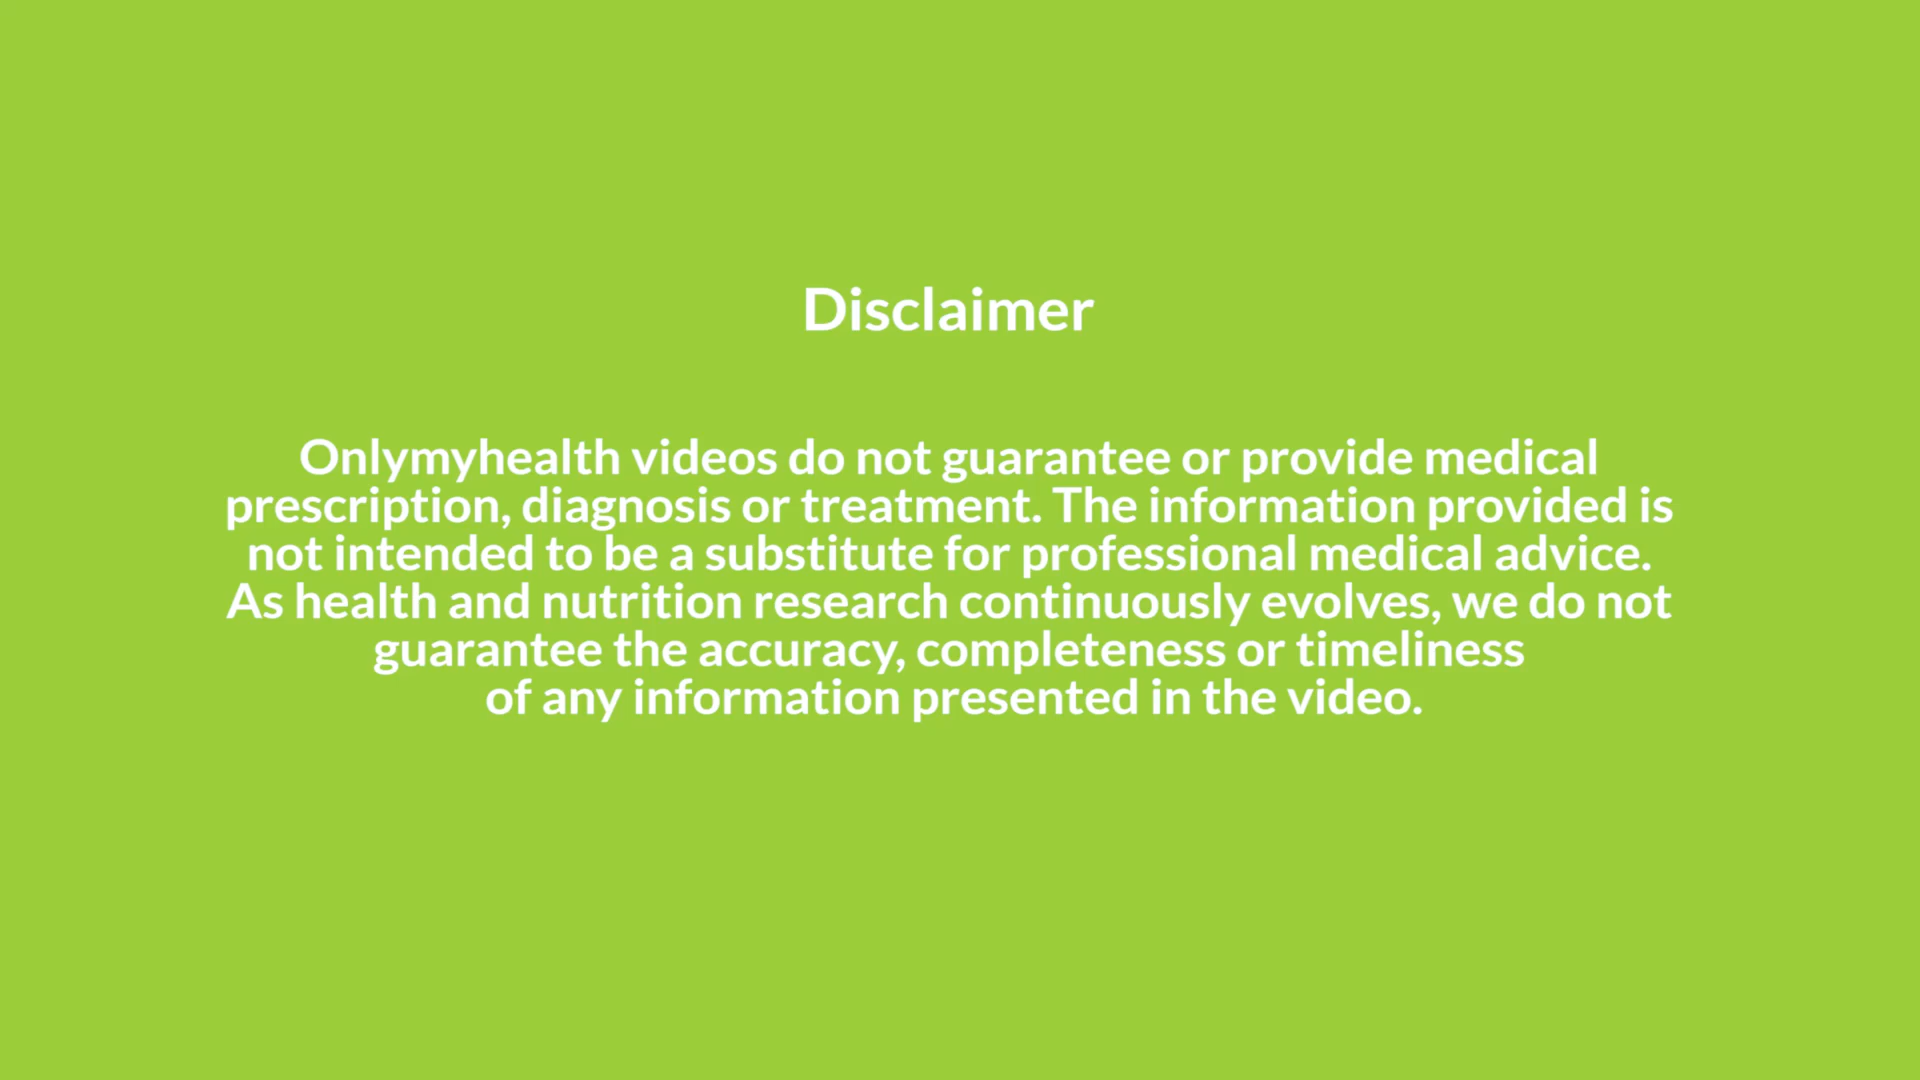 Disclaimer
Onlymyhealth videos do not guarantee or provide medical
prescription, diagnosis or treatment. The information provided is
not intended to be a substitute for professional medical advice.
As health and nutrition research continuously evolves, we do not
guarantee the accuracy, completeness or timeliness
of any information presented in the video.